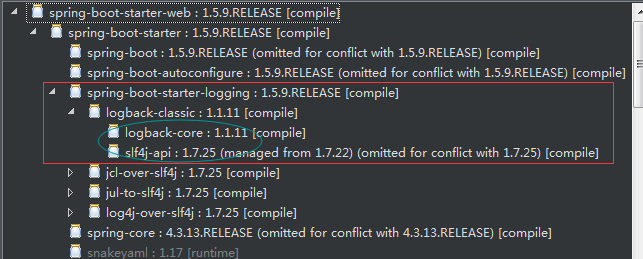 spring-boot-starter-web : 1.5.9.RELEASE [compile]
spring-boot-starter : 1.5.9.RELEASE [compile]
spring-boot : 1.5.9.RELEASE (omitted for conflict with 1.5.9.RELEASE) [compile]
spring-boot-autoconfigure : 1.5.9.RELEASE (omitted for conflict with 1.5.9.RELEASE) [compile]
spring-boot-starter-logging : 1.5.9.RELEASE [compile]
logback-classic : 1.1.11 [compile]
logback-core : 1.1.11 [compile]
slf4j-api : 1.7.25 (managed from 1.7.22) (omitted for conflict with 1.7.25) [compile]
jcl-over-slf4j : 1.7.25 [compile]
jul-to-slf4j : 1.7.25 [compile]
log4j-over-slf4j : 1.7.25 [compile]
spring-core : 4.3.13.RELEASE (omitted for conflict with 4.3.13.RELEASE) [compile]
snakeyaml : 1.17 [runtime]